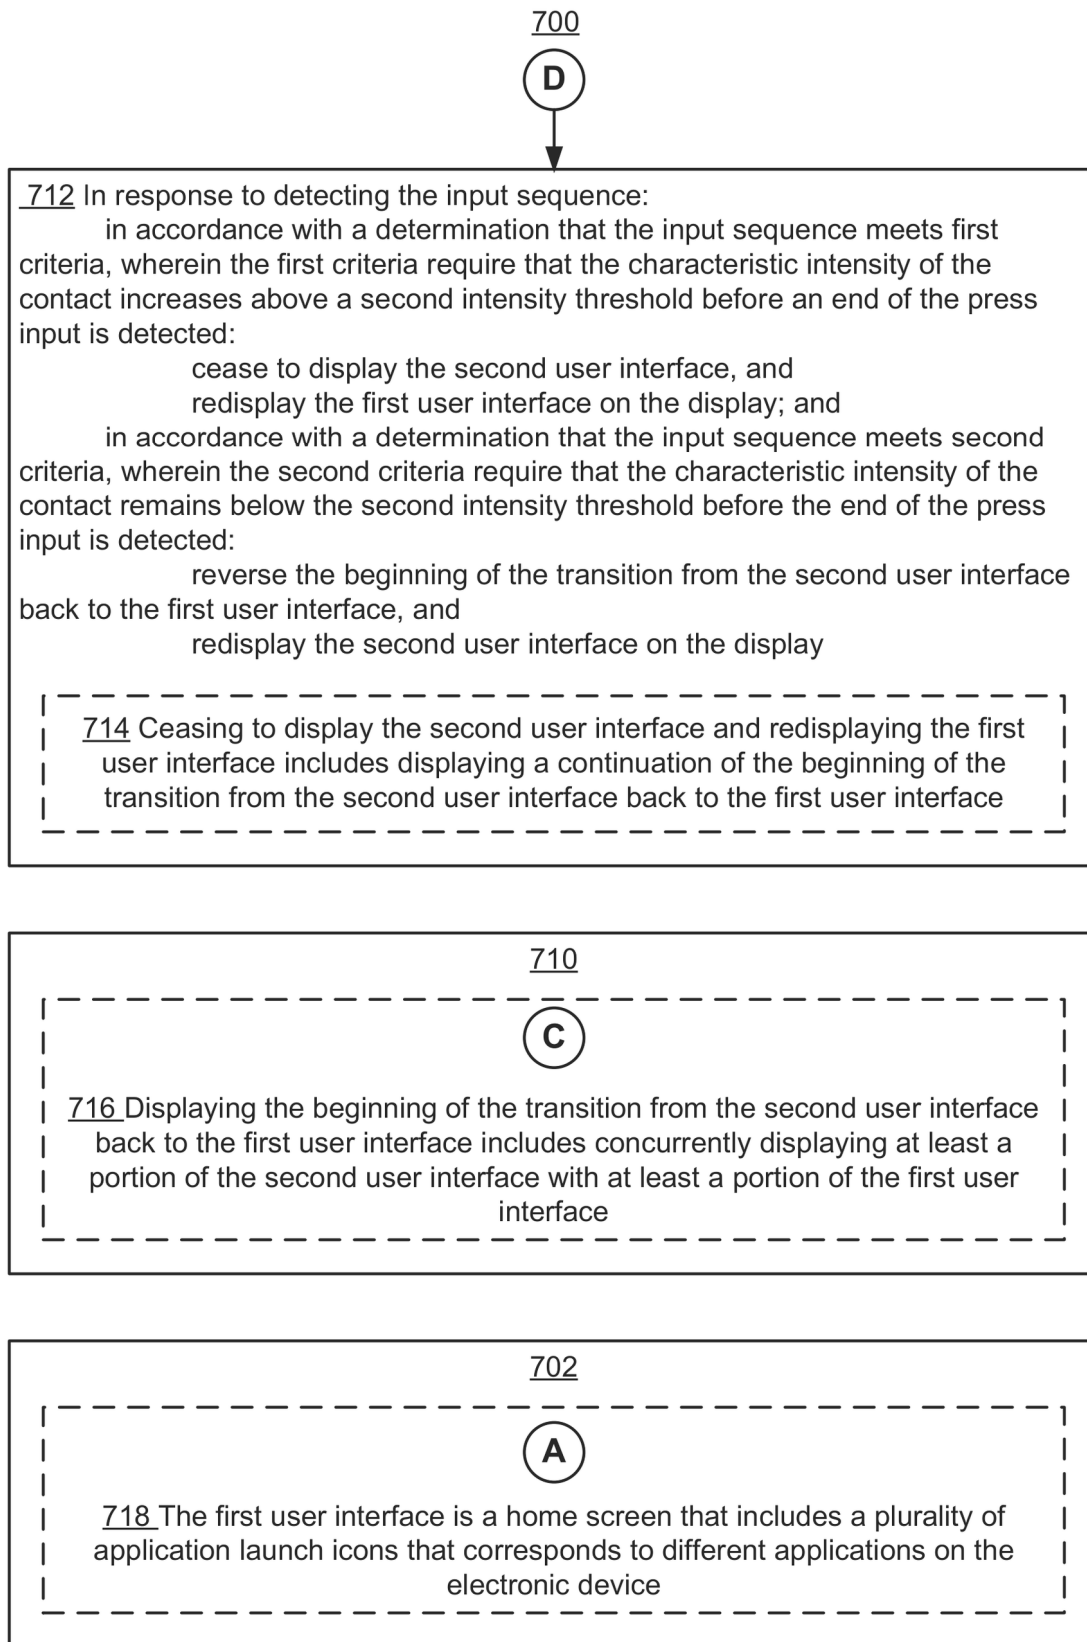 700
D
712 In response to detecting the input sequence:
in accordance with a determination that the input sequence meets first
criteria, wherein the first criteria require that the characteristic intensity of the
contact increases above a second intensity threshold before an end of the press
input is detected:
cease to display the second user interface, and
redisplay the first user interface on the display; and
in accordance with a determination that the input sequence meets second
criteria, wherein the second criteria require that the characteristic intensity of the
contact remains below the second intensity threshold before the end of the press
input is detected:
reverse the beginning of the transition from the second user interface
back to the first user interface, and
redisplay the second user interface on the display
714 Ceasing to display the second user interface and redisplaying the first
user interface includes displaying a continuation of the beginning of the
transition from the second user interface back to the first user interface
710
C
716 Displaying the beginning of the transition from the second user interface
back to the first user interface includes concurrently displaying at least a
portion of the second user interface with at least a portion of the first user
interface
702
A
718 The first user interface is a home screen that includes a plurality of
application launch icons that corresponds to different applications on the
electronic device